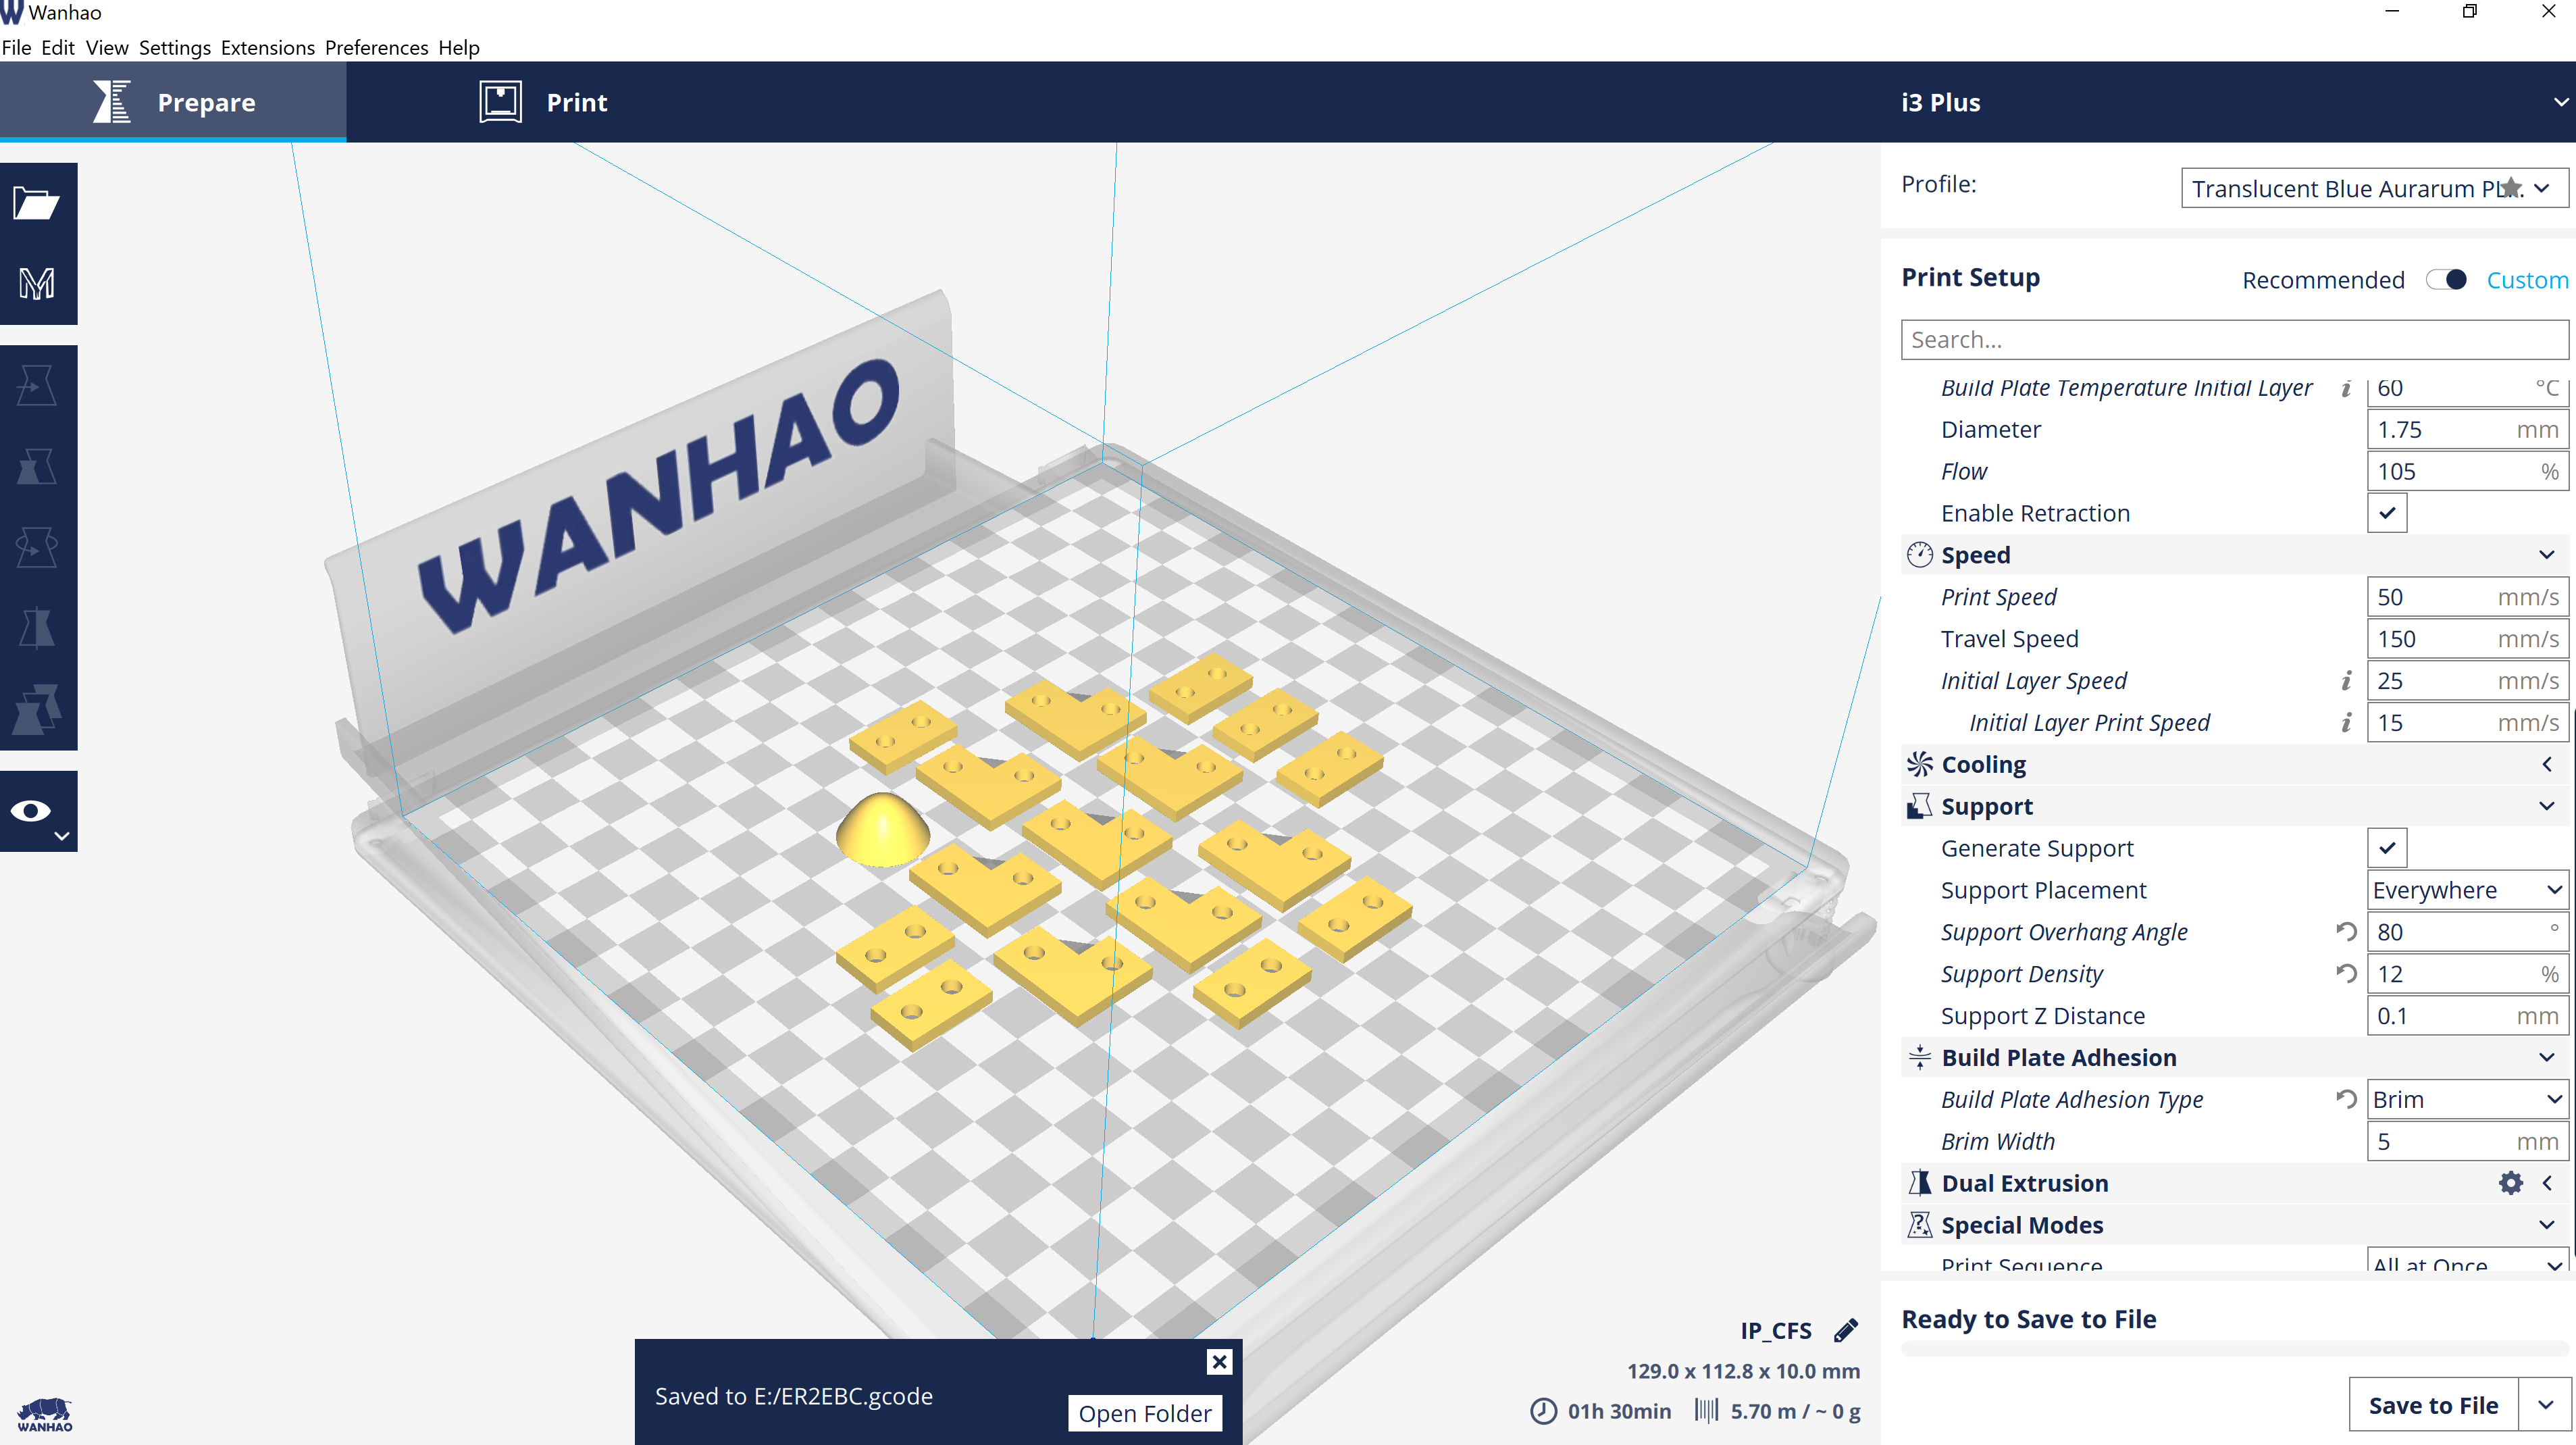 Wanhao
File Edit View Settings Extensions Preferences Help
Prepare
Print
i3 Plus
Profile:
Translucent Blue Aurarum PL...
Print Setup
Recommended
Custom
Search...
Build Plate Temperature Initial Layer
60 °C
Diameter
1.75 mm
Flow
105 %
Enable Retraction
Speed
Print Speed
50 mm/s
Travel Speed
150 mm/s
Initial Layer Speed
25 mm/s
Initial Layer Print Speed
15 mm/s
Cooling
Support
Generate Support
Support Placement
Everywhere
Support Overhang Angle
80 °
Support Density
12 %
Support Z Distance
0.1 mm
Build Plate Adhesion
Build Plate Adhesion Type
Brim
Brim Width
5 mm
Dual Extrusion
Special Modes
Print Sequence
All at Once
WANHAO
Saved to E:/ER2EBC.gcode
Open Folder
IP_CFS
129.0 x 112.8 x 10.0 mm
01h 30min
5.70 m / ~ 0 g
Ready to Save to File
Save to File
WANHAO